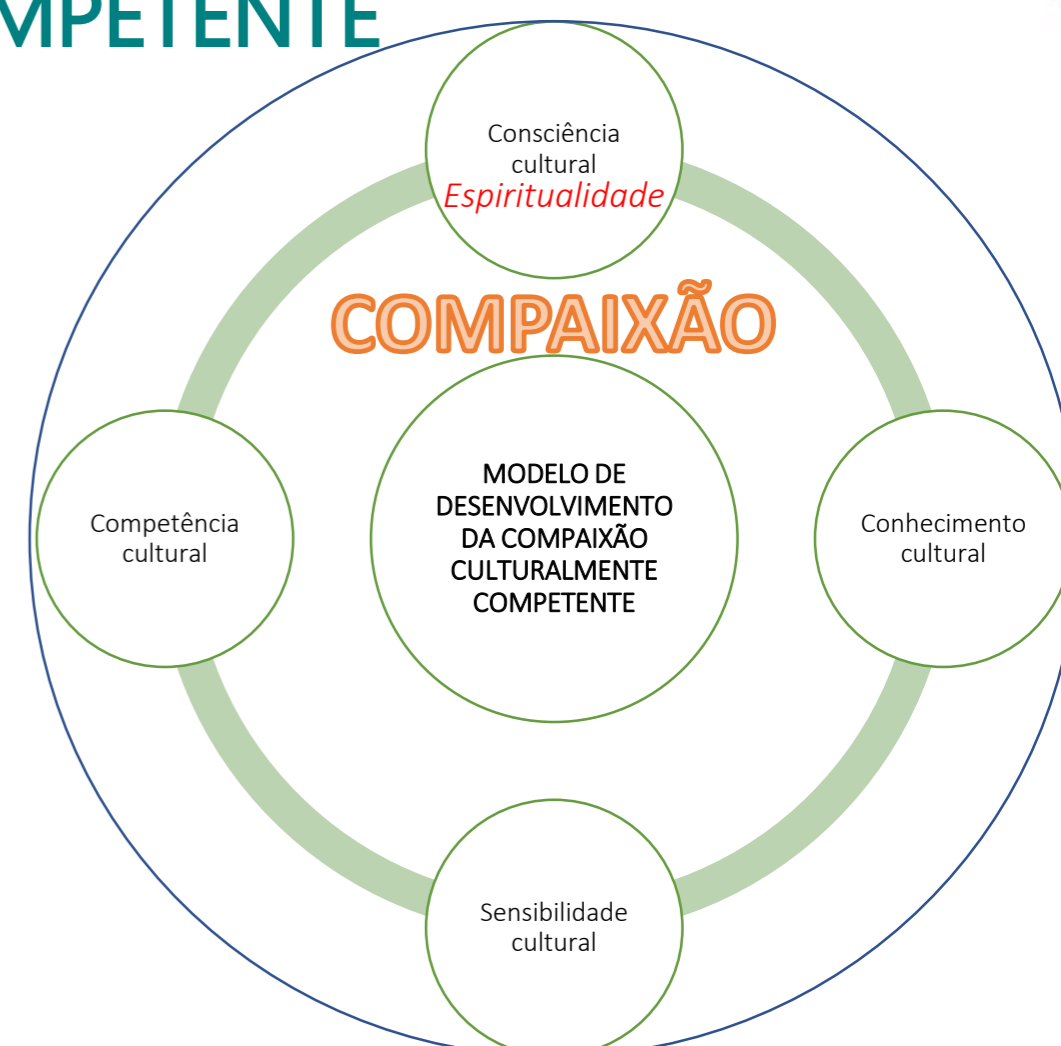 MPETENTE
Consciência
cultural
Espiritualidade
COMPAIXÃO
MODELO DE
DESENVOLVIMENTO
DA COMPAIXÃO
CULTURALMENTE
COMPETENTE
Competência
cultural
Conhecimento
cultural
Sensibilidade
cultural